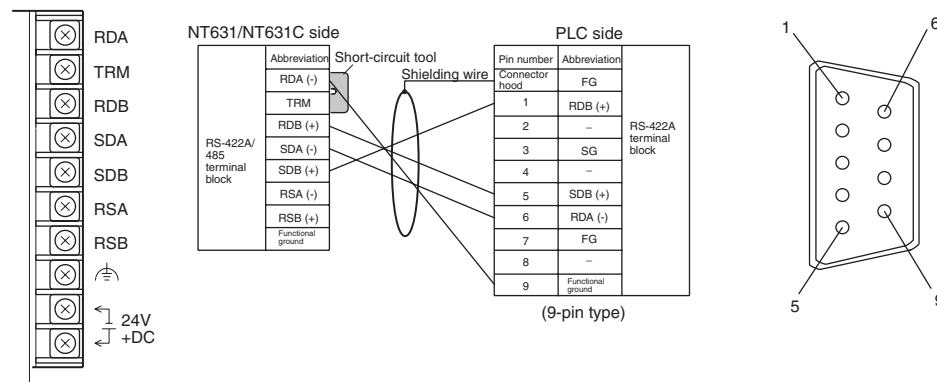 RDA
TRM
RDB
SDA
SDB
RSA
RSB
24V
+DC
NT631/NT631C side
Abbreviation
RDA (-)
TRM
RDB (+)
SDA (-)
SDB (+)
RSA (-)
RSB (+)
Functional
ground
RS-422A/
485
terminal
block
Short-circuit tool
Shielding wire
PLC side
Pin number Abbreviation
Connector
hood FG
1 RDB (+)
2 –
3 SG
4 –
5 SDB (+)
6 RDA (-)
7 FG
8 –
9 Functional
ground
RS-422A
terminal
block
(9-pin type)
1
6
5
9